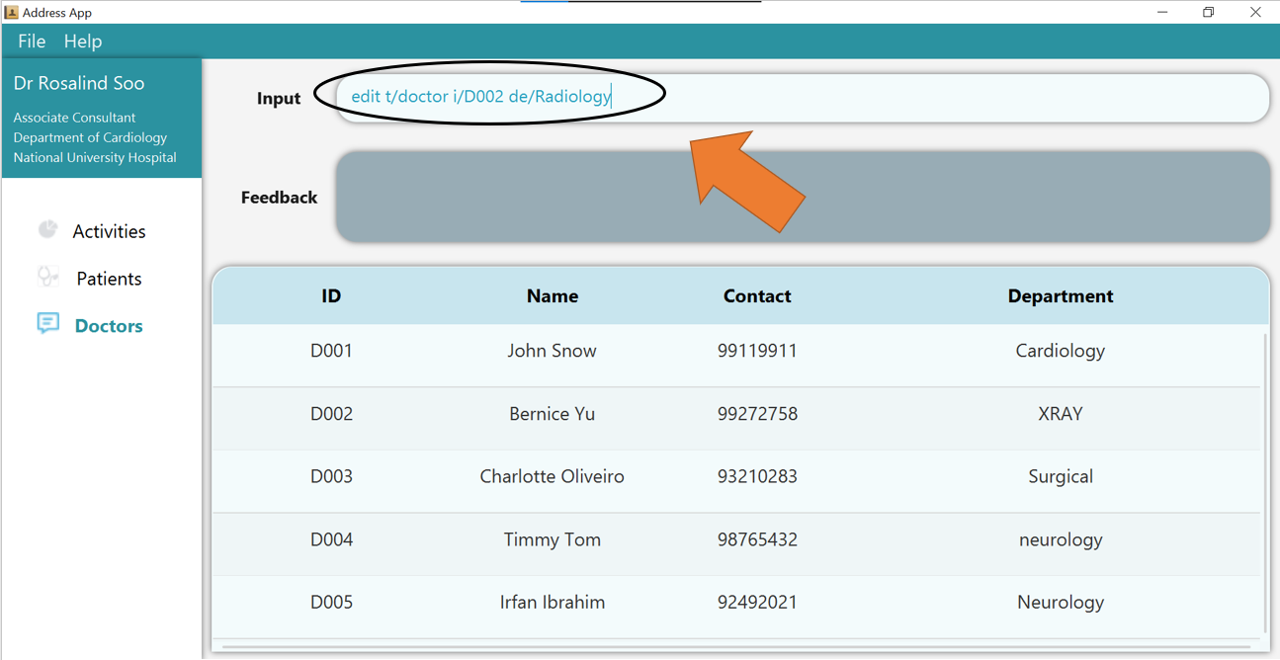 Address App
File Help
Dr Rosalind Soo
Associate Consultant
Department of Cardiology
National University Hospital
Activities
Patients
Doctors
Input edit t/doctor i/D002 de/Radiology
Feedback
ID Name Contact Department
D001 John Snow 99119911 Cardiology
D002 Bernice Yu 99272758 XRAY
D003 Charlotte Oliveiro 93210283 Surgical
D004 Timmy Tom 98765432 neurology
D005 Irfan Ibrahim 92492021 Neurology